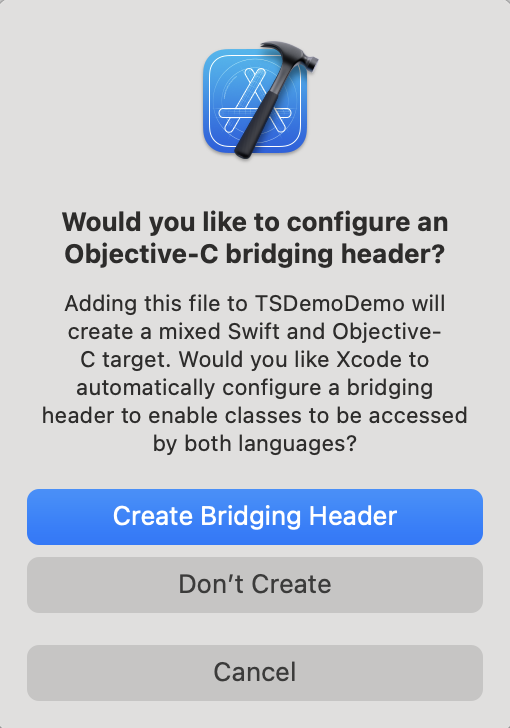 Would you like to configure an
Objective-C bridging header?
Adding this file to TSDemoDemo will
create a mixed Swift and Objective-
C target. Would you like Xcode to
automatically configure a bridging
header to enable classes to be accessed
by both languages?
Create Bridging Header
Don’t Create
Cancel